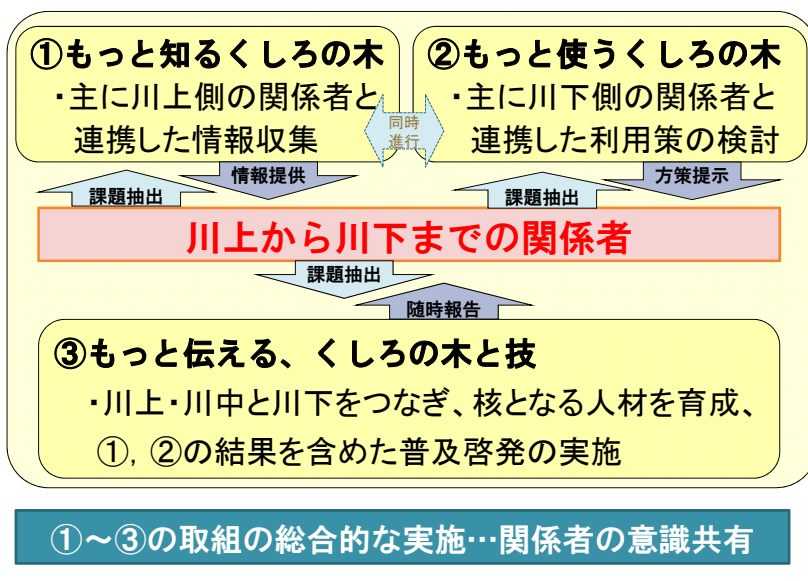 ①もっと知るくしろの木
・主に川上側の関係者と
連携した情報収集
同時
進行
②もっと使うくしろの木
・主に川下側の関係者と
連携した利用策の検討
課題抽出
情報提供
課題抽出
方策提示
川上から川下までの関係者
課題抽出
随時報告
③もっと伝える、くしろの木と技
・川上・川中と川下をつなぎ、核となる人材を育成、
①，②の結果を含めた普及啓発の実施
①～③の取組の総合的な実施…関係者の意識共有